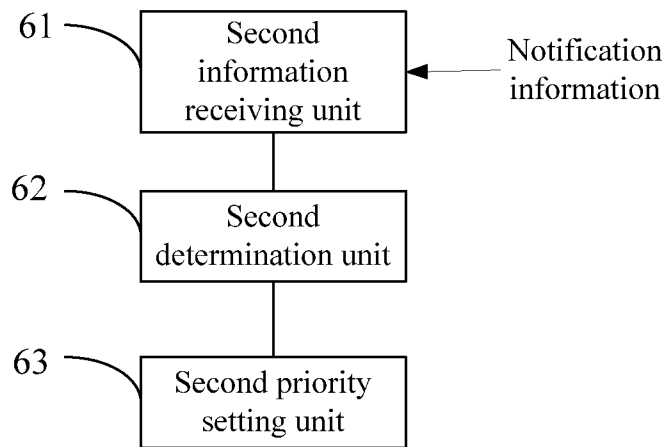 61
Second
information
receiving unit
Notification
information
62
Second
determination unit
63
Second priority
setting unit